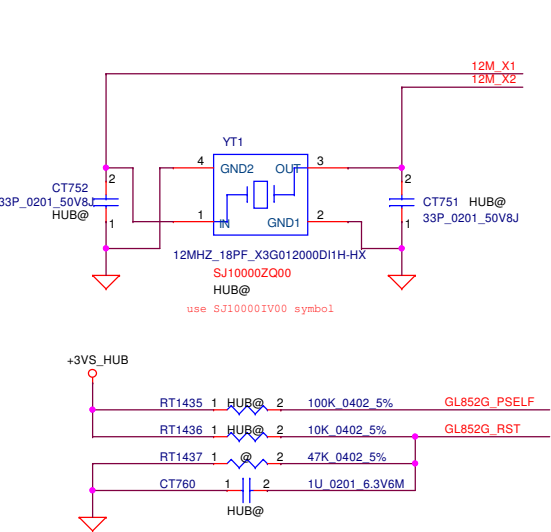 12M_X1
12M_X2
YT1
4 GND2 OUT 3
2 2
CT752
33P_0201_50V8J
HUB@
CT751 HUB@
33P_0201_50V8J
1 1
1 IN GND1 2
12MHZ_18PF_X3G012000DI1H-HX
SJ10000ZQ00
HUB@
use SJ10000IV00 symbol
+3VS_HUB
RT1435 1 HUB@ 2 100K_0402_5% GL852G_PSELF
RT1436 1 HUB@ 2 10K_0402_5% GL852G_RST
RT1437 1 @ 2 47K_0402_5%
CT760 1 2 1U_0201_6.3V6M
HUB@